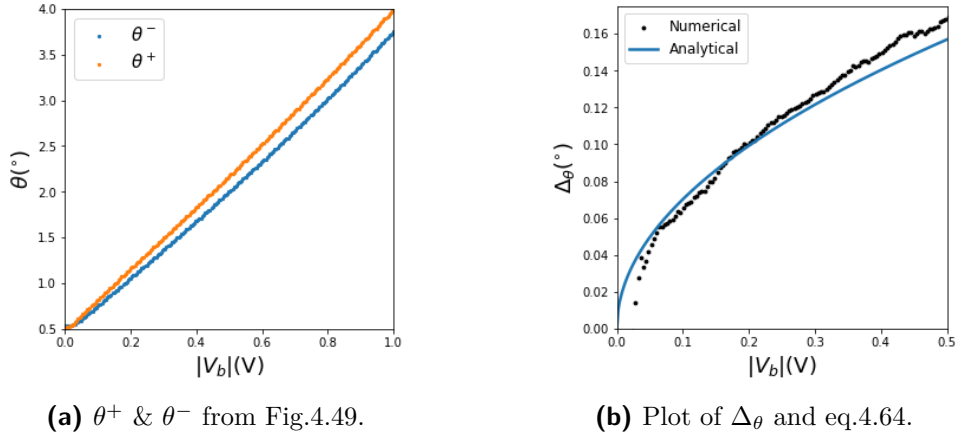 4.0
3.5
3.0
2.5
2.0
1.5
1.0
0.5
θ(°)
θ⁻
θ⁺
0.0 0.2 0.4 0.6 0.8 1.0
|V_b|(V)
(a) θ⁺ & θ⁻ from Fig.4.49.
0.16
0.14
0.12
0.10
0.08
0.06
0.04
0.02
0.00
Δ_θ(°)
Numerical
Analytical
0.0 0.1 0.2 0.3 0.4 0.5
|V_b|(V)
(b) Plot of Δ_θ and eq.4.64.